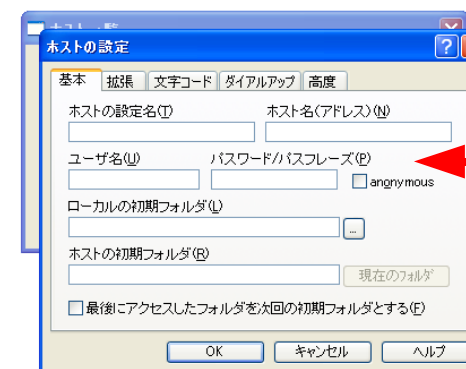 ホスト一覧
ホストの設定
基本 拡張 文字コード ダイアルアップ 高度
ホストの設定名(T) ホスト名(アドレス)(N)
ユーザ名(U) パスワード/パスフレーズ(P)
anonymous
ローカルの初期フォルダ(L)
...
ホストの初期フォルダ(R)
現在のフォルダ
最後にアクセスしたフォルダを次回の初期フォルダとする(F)
OK キャンセル ヘルプ